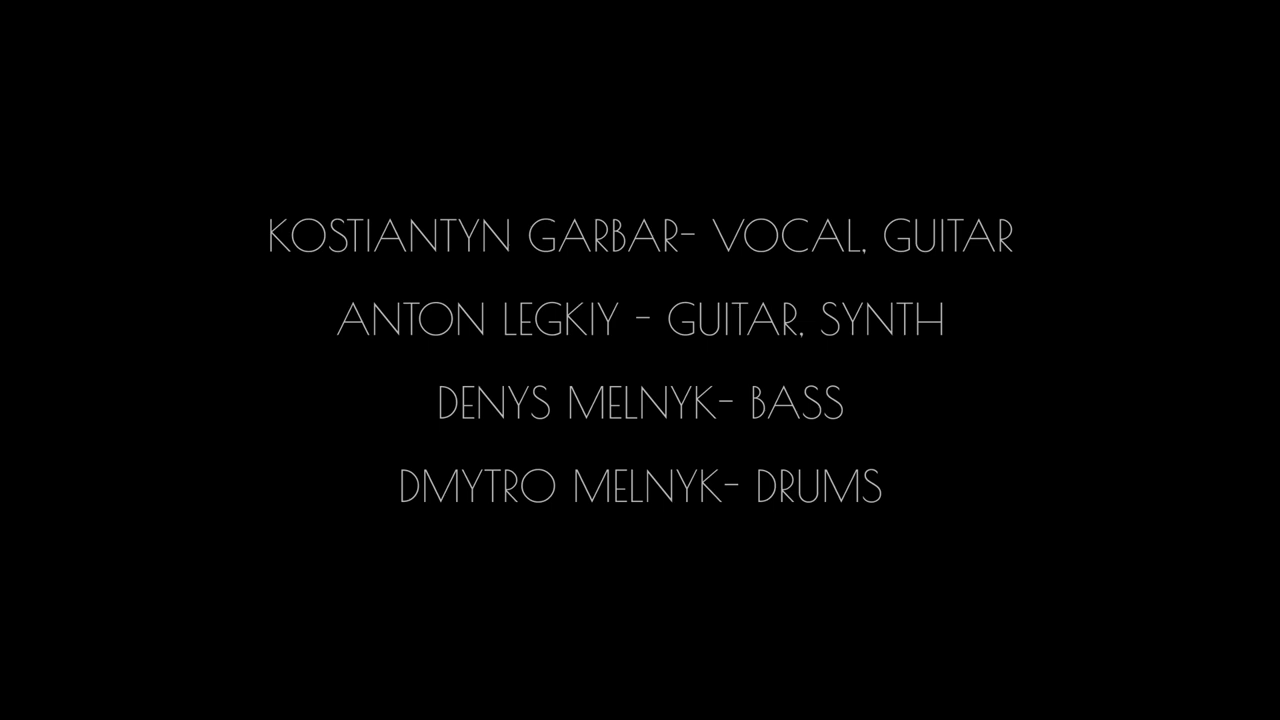 KOSTIANTYN GARBAR- VOCAL, GUITAR
ANTON LEGKIY - GUITAR, SYNTH
DENYS MELNYK- BASS
DMYTRO MELNYK- DRUMS